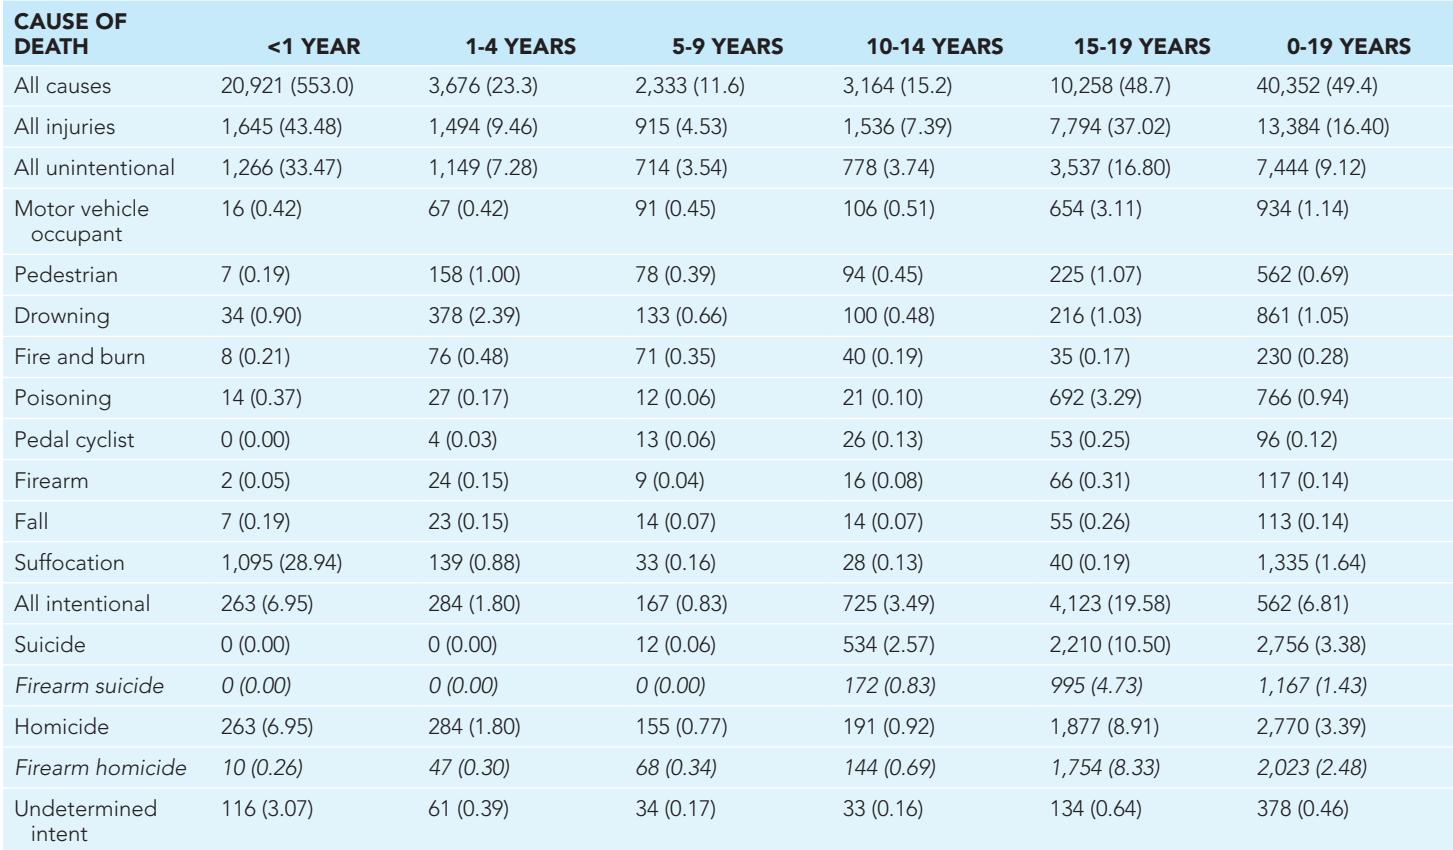 CAUSE OF
DEATH <1 YEAR 1-4 YEARS 5-9 YEARS 10-14 YEARS 15-19 YEARS 0-19 YEARS
All causes 20,921 (553.0) 3,676 (23.3) 2,333 (11.6) 3,164 (15.2) 10,258 (48.7) 40,352 (49.4)
All injuries 1,645 (43.48) 1,494 (9.46) 915 (4.53) 1,536 (7.39) 7,794 (37.02) 13,384 (16.40)
All unintentional 1,266 (33.47) 1,149 (7.28) 714 (3.54) 778 (3.74) 3,537 (16.80) 7,444 (9.12)
Motor vehicle 16 (0.42) 67 (0.42) 91 (0.45) 106 (0.51) 654 (3.11) 934 (1.14)
occupant
Pedestrian 7 (0.19) 158 (1.00) 78 (0.39) 94 (0.45) 225 (1.07) 562 (0.69)
Drowning 34 (0.90) 378 (2.39) 133 (0.66) 100 (0.48) 216 (1.03) 861 (1.05)
Fire and burn 8 (0.21) 76 (0.48) 71 (0.35) 40 (0.19) 35 (0.17) 230 (0.28)
Poisoning 14 (0.37) 27 (0.17) 12 (0.06) 21 (0.10) 692 (3.29) 766 (0.94)
Pedal cyclist 0 (0.00) 4 (0.03) 13 (0.06) 26 (0.13) 53 (0.25) 96 (0.12)
Firearm 2 (0.05) 24 (0.15) 9 (0.04) 16 (0.08) 66 (0.31) 117 (0.14)
Fall 7 (0.19) 23 (0.15) 14 (0.07) 14 (0.07) 55 (0.26) 113 (0.14)
Suffocation 1,095 (28.94) 139 (0.88) 33 (0.16) 28 (0.13) 40 (0.19) 1,335 (1.64)
All intentional 263 (6.95) 284 (1.80) 167 (0.83) 725 (3.49) 4,123 (19.58) 562 (6.81)
Suicide 0 (0.00) 0 (0.00) 12 (0.06) 534 (2.57) 2,210 (10.50) 2,756 (3.38)
Firearm suicide 0 (0.00) 0 (0.00) 0 (0.00) 172 (0.83) 995 (4.73) 1,167 (1.43)
Homicide 263 (6.95) 284 (1.80) 155 (0.77) 191 (0.92) 1,877 (8.91) 2,770 (3.39)
Firearm homicide 10 (0.26) 47 (0.30) 68 (0.34) 144 (0.69) 1,754 (8.33) 2,023 (2.48)
Undetermined 116 (3.07) 61 (0.39) 34 (0.17) 33 (0.16) 134 (0.64) 378 (0.46)
intent